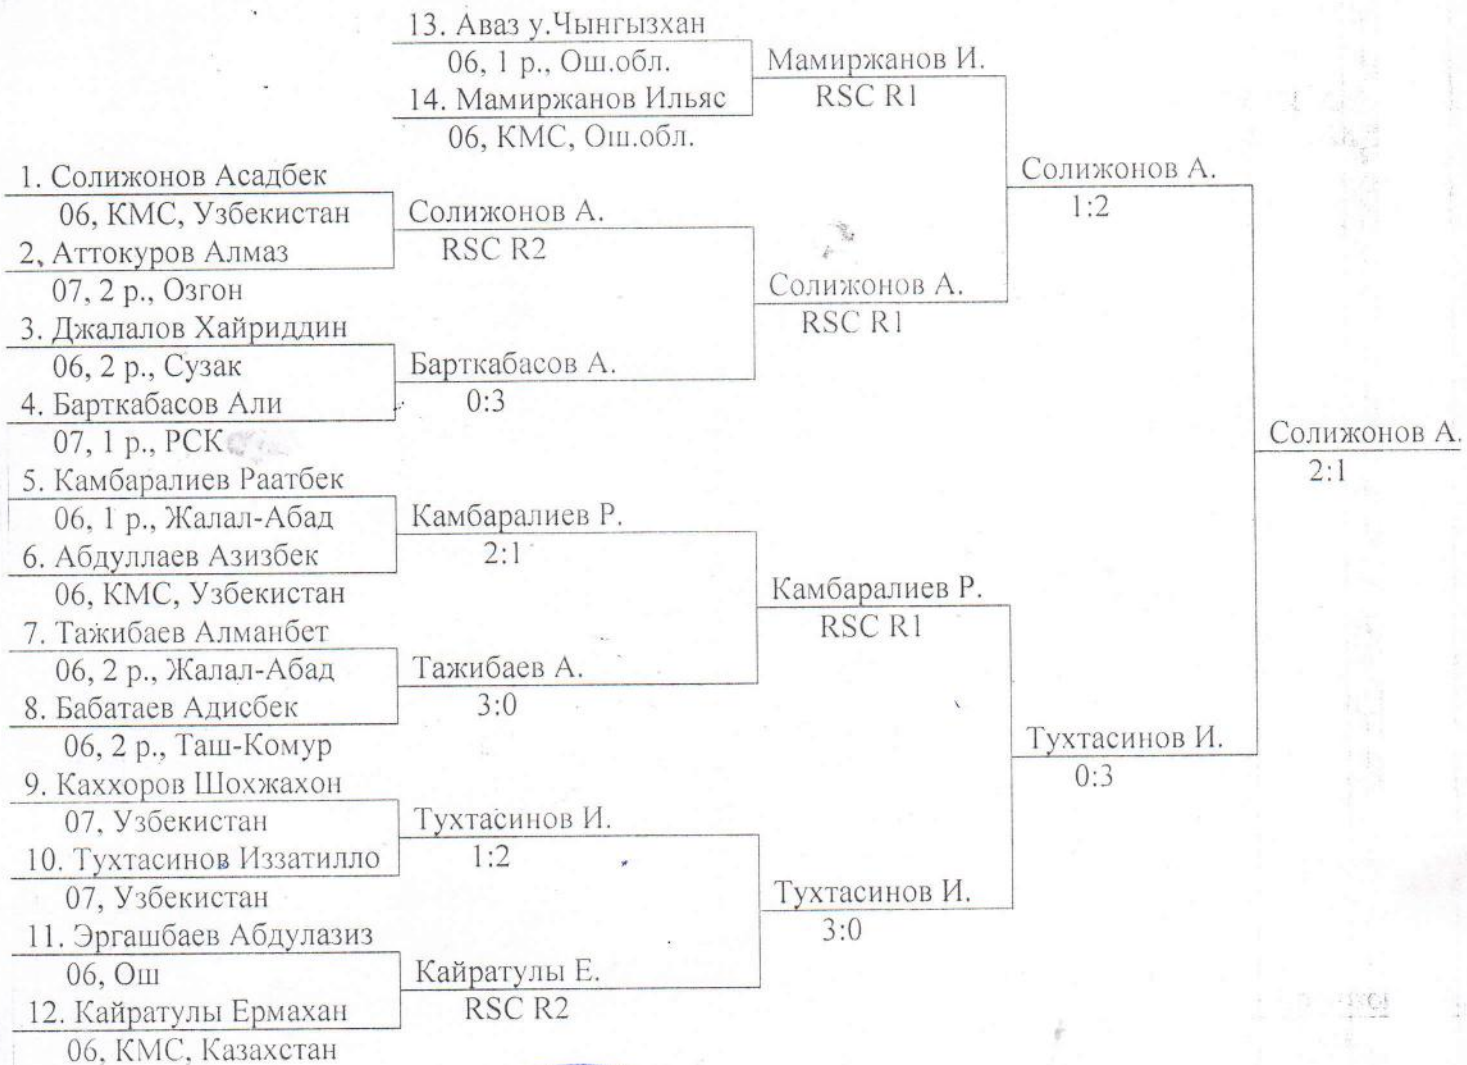 13. Аваз у.Чынгызхан
06, 1 р., Ош.обл.
14. Мамиржанов Ильяс
06, КМС, Ош.обл.
1. Солижонов Асадбек
06, КМС, Узбекистан
2, Аттокуров Алмаз
07, 2 р., Озгон
3. Джалалов Хайриддин
06, 2 р., Сузак
4. Барткабасов Али
07, 1 р., РСК
5. Камбаралиев Раатбек
06, 1 р., Жалал-Абад
6. Абдуллаев Азизбек
06, КМС, Узбекистан
7. Тажибаев Алманбет
06, 2 р., Жалал-Абад
8. Бабатаев Адисбек
06, 2 р., Таш-Комур
9. Каххоров Шохжахон
07, Узбекистан
10. Тухтасинов Иззатилло
07, Узбекистан
11. Эргашбаев Абдулазиз
06, Ош
12. Кайратулы Ермахан
06, КМС, Казахстан
Солижонов А.
RSC R2
Барткабасов А.
0:3
Камбаралиев Р.
2:1
Тажибаев А.
3:0
Тухтасинов И.
1:2
Кайратулы Е.
RSC R2
Мамиржанов И.
RSC R1
Солижонов А.
RSC R1
Камбаралиев Р.
RSC R1
Тухтасинов И.
3:0
Солижонов А.
1:2
Тухтасинов И.
0:3
Солижонов А.
2:1